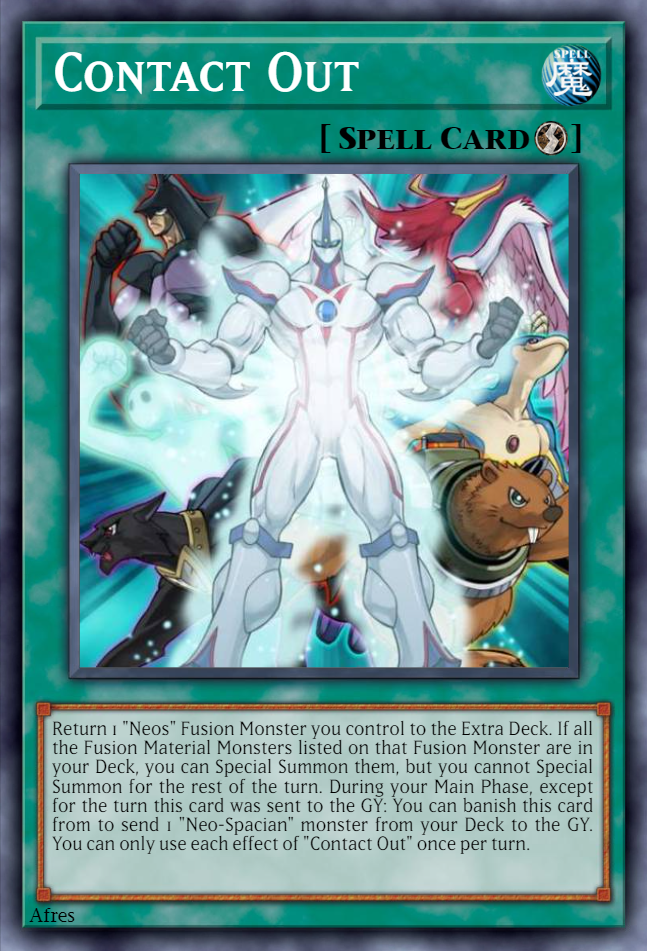 Contact Out
SPELL
魔
[ Spell Card ]
Return 1 "Neos" Fusion Monster you control to the Extra Deck. If all
the Fusion Material Monsters listed on that Fusion Monster are in
your Deck, you can Special Summon them, but you cannot Special
Summon for the rest of the turn. During your Main Phase, except
for the turn this card was sent to the GY: You can banish this card
from to send 1 "Neo-Spacian" monster from your Deck to the GY.
You can only use each effect of "Contact Out" once per turn.
Afres